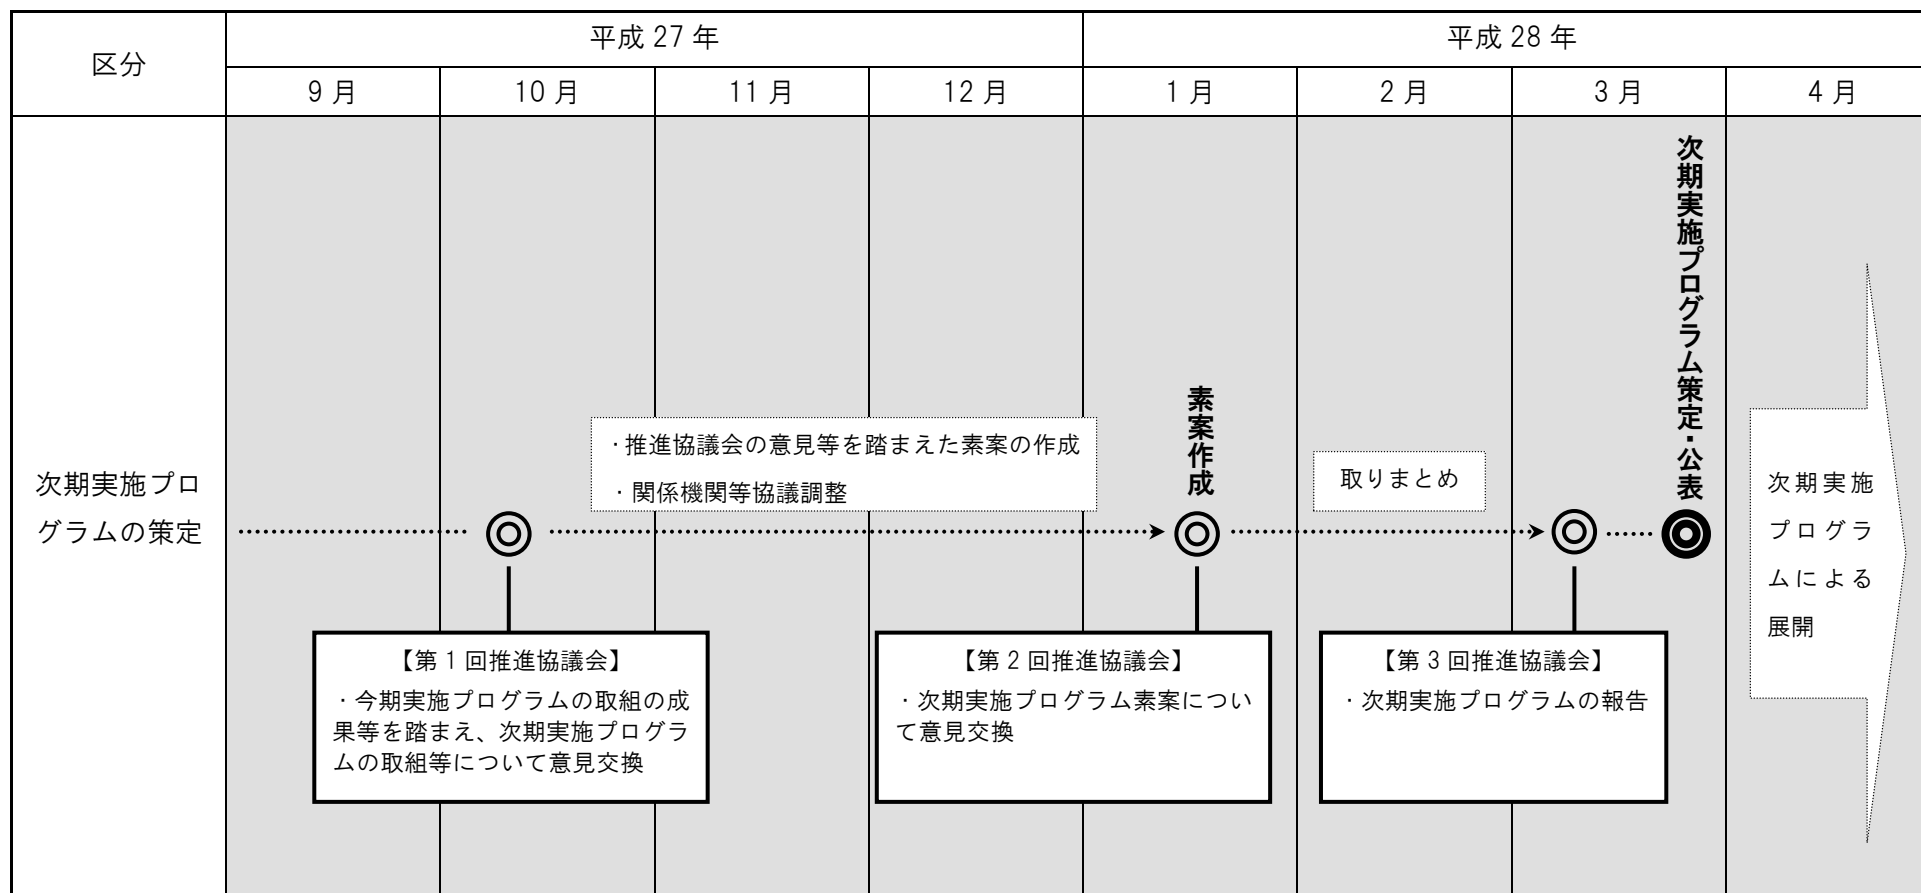 区分
平成 27 年
平成 28 年
9 月
10 月
11 月
12 月
1 月
2 月
3 月
4 月
次期実施プロ
グラムの策定
・推進協議会の意見等を踏まえた素案の作成
・関係機関等協議調整
素案作成
取りまとめ
次期実施プログラム策定・公表
次期実施
プログラ
ムによる
展開
【第 1 回推進協議会】
・今期実施プログラムの取組の成
果等を踏まえ、次期実施プログラ
ムの取組等について意見交換
【第 2 回推進協議会】
・次期実施プログラム素案につい
て意見交換
【第 3 回推進協議会】
・次期実施プログラムの報告